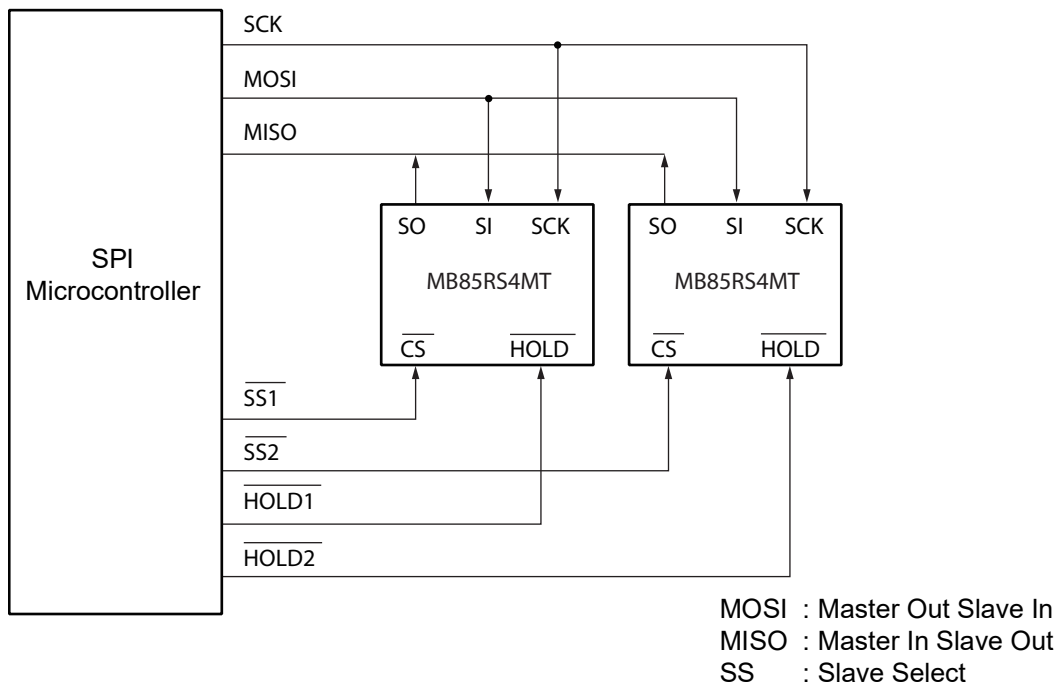 SCK
MOSI
MISO
SO SI SCK
MB85RS4MT
CS HOLD
SO SI SCK
MB85RS4MT
CS HOLD
SPI
Microcontroller
SS1
SS2
HOLD1
HOLD2
MOSI : Master Out Slave In
MISO : Master In Slave Out
SS : Slave Select